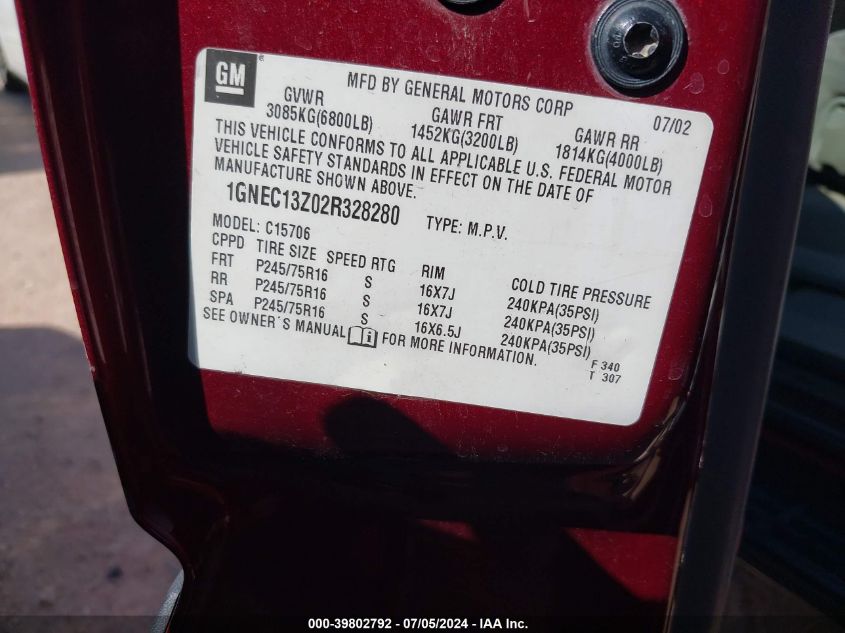 GM ®
MFD BY GENERAL MOTORS CORP
07/02
GVWR GAWR FRT GAWR RR
3085KG(6800LB) 1452KG(3200LB) 1814KG(4000LB)
THIS VEHICLE CONFORMS TO ALL APPLICABLE U.S. FEDERAL MOTOR
VEHICLE SAFETY STANDARDS IN EFFECT ON THE DATE OF
MANUFACTURE SHOWN ABOVE.
1GNEC13Z02R328280 TYPE: M.P.V.
MODEL: C15706
CPPD TIRE SIZE SPEED RTG RIM COLD TIRE PRESSURE
FRT P245/75R16 S 16X7J 240KPA(35PSI)
RR P245/75R16 S 16X7J 240KPA(35PSI)
SPA P245/75R16 S 16X6.5J 240KPA(35PSI)
SEE OWNER'S MANUAL i FOR MORE INFORMATION.
F 340
T 307
000-39802792 - 07/05/2024 - IAA Inc.